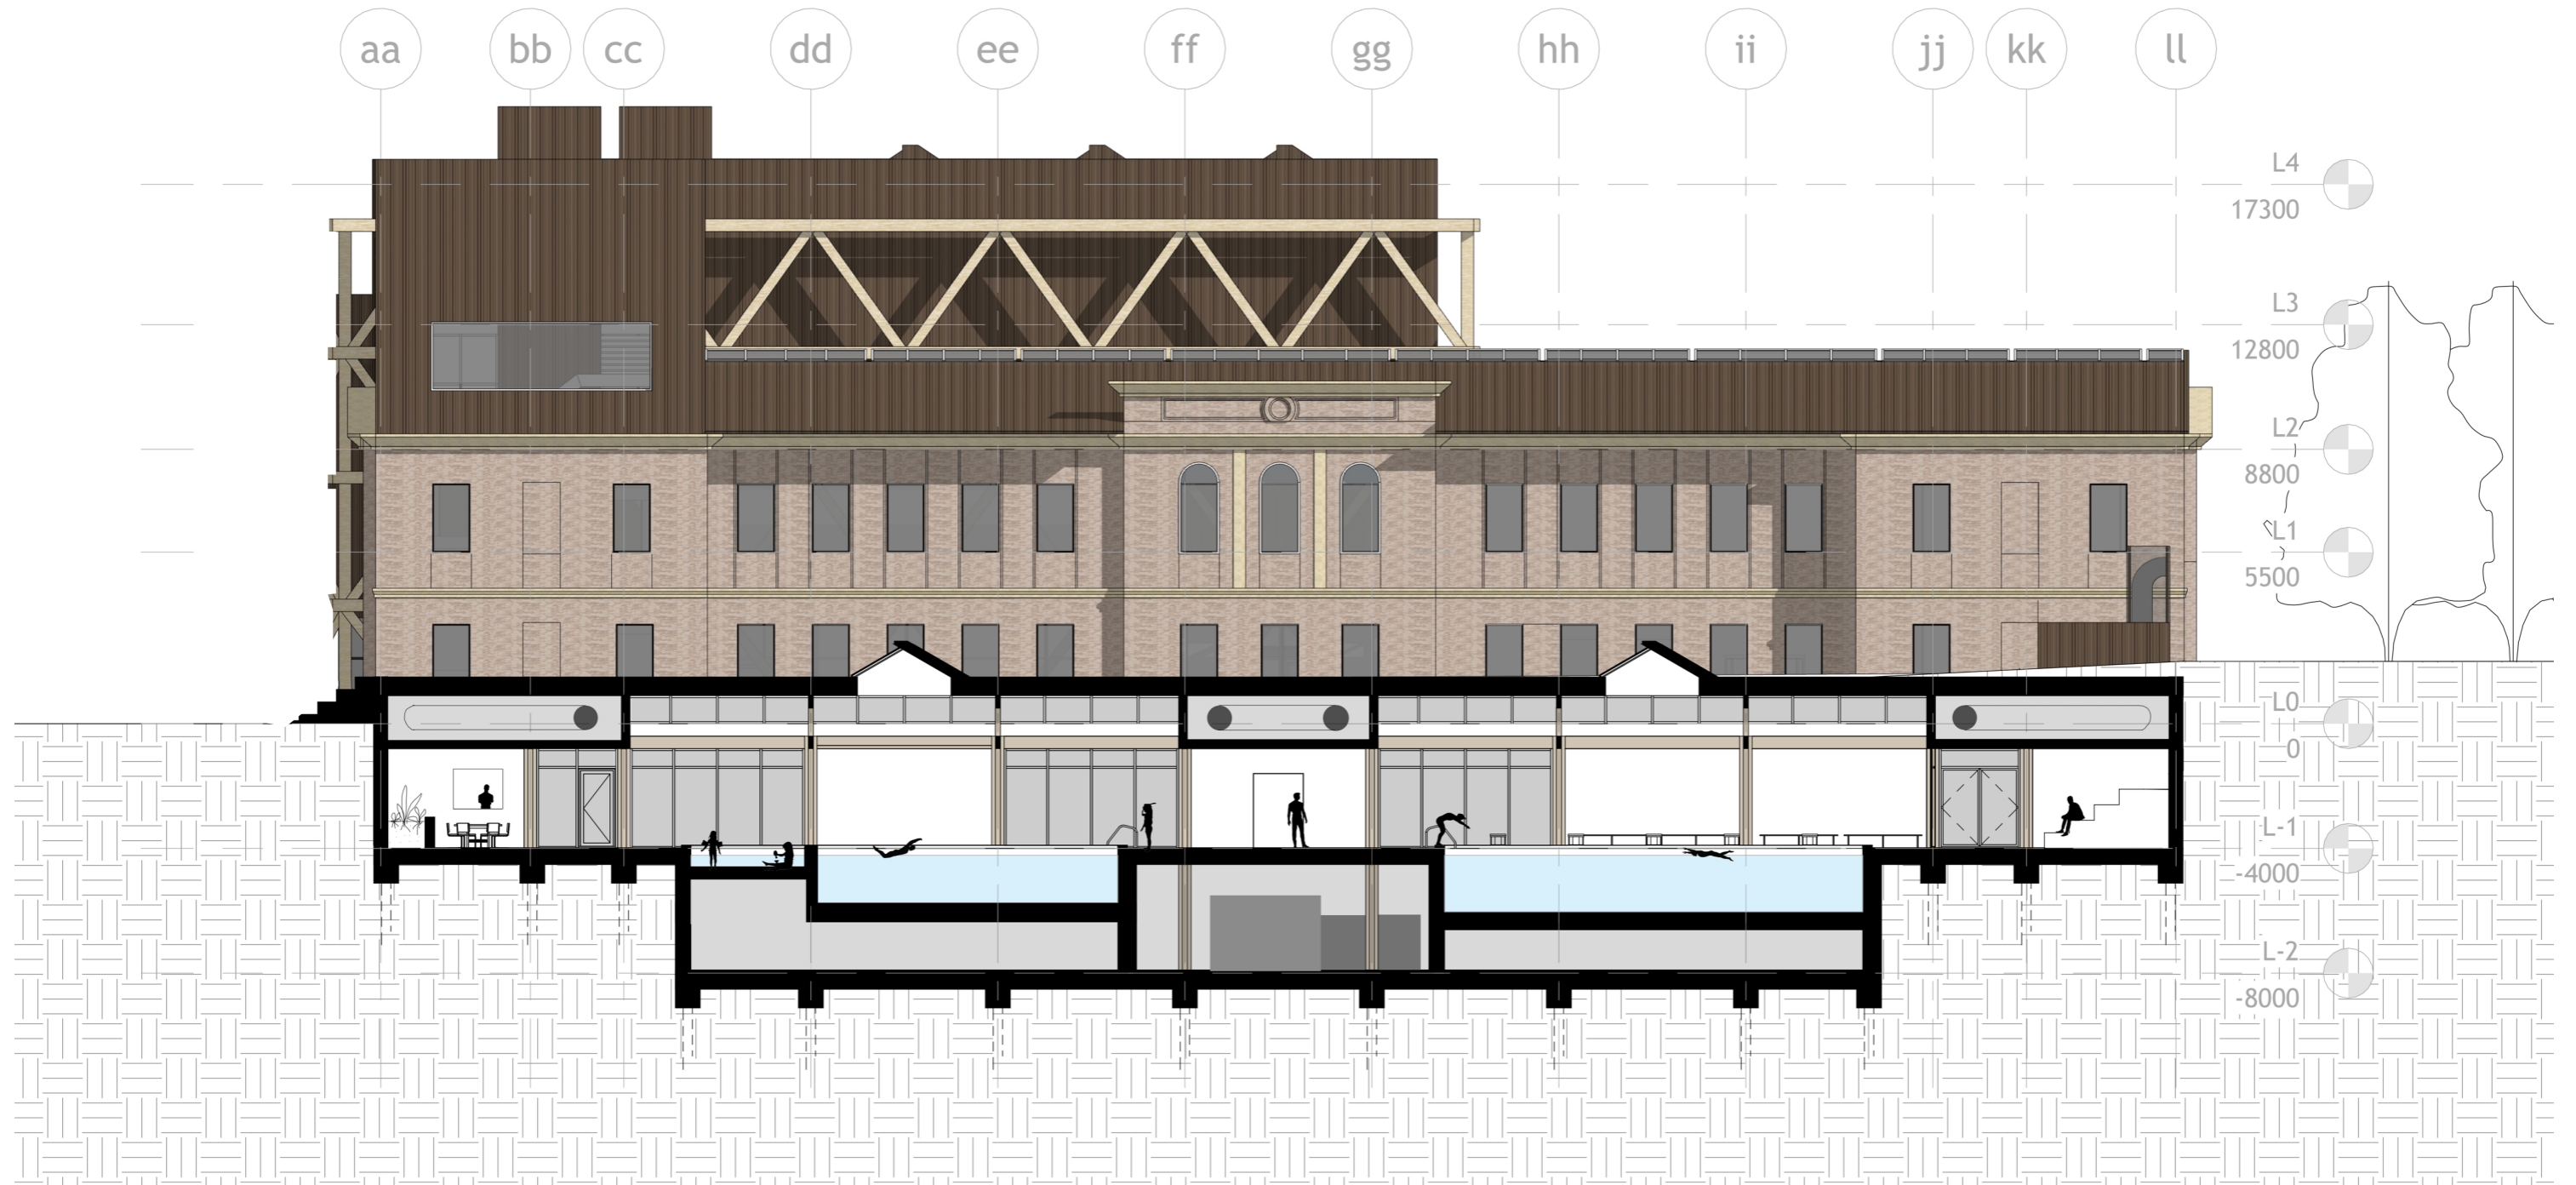 aa bb cc dd ee ff gg hh ii jj kk ll
L4
17300
L3
12800
L2
8800
L1
5500
L0
0
L-1
-4000
L-2
-8000